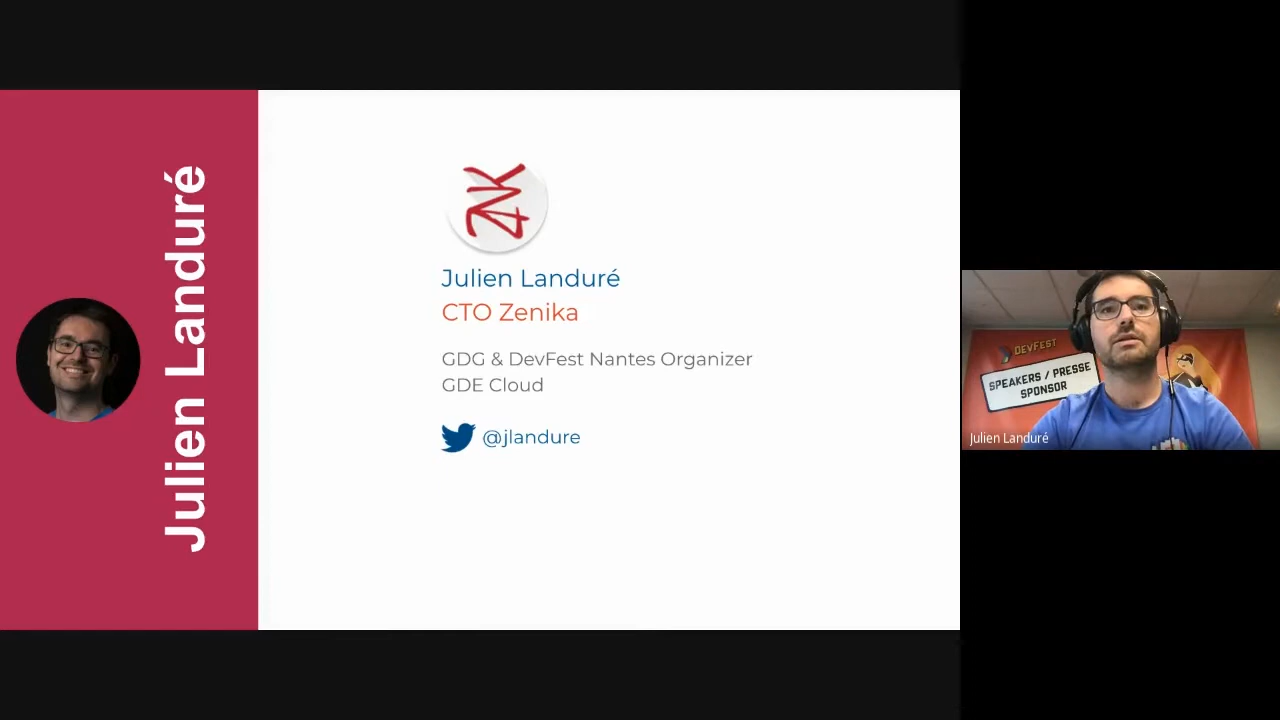 Julien Landuré
Julien Landuré
CTO Zenika
GDG & DevFest Nantes Organizer
GDE Cloud
@jlandure
DEVFEST
SPEAKERS / PRESSE
SPONSOR
Julien Landuré